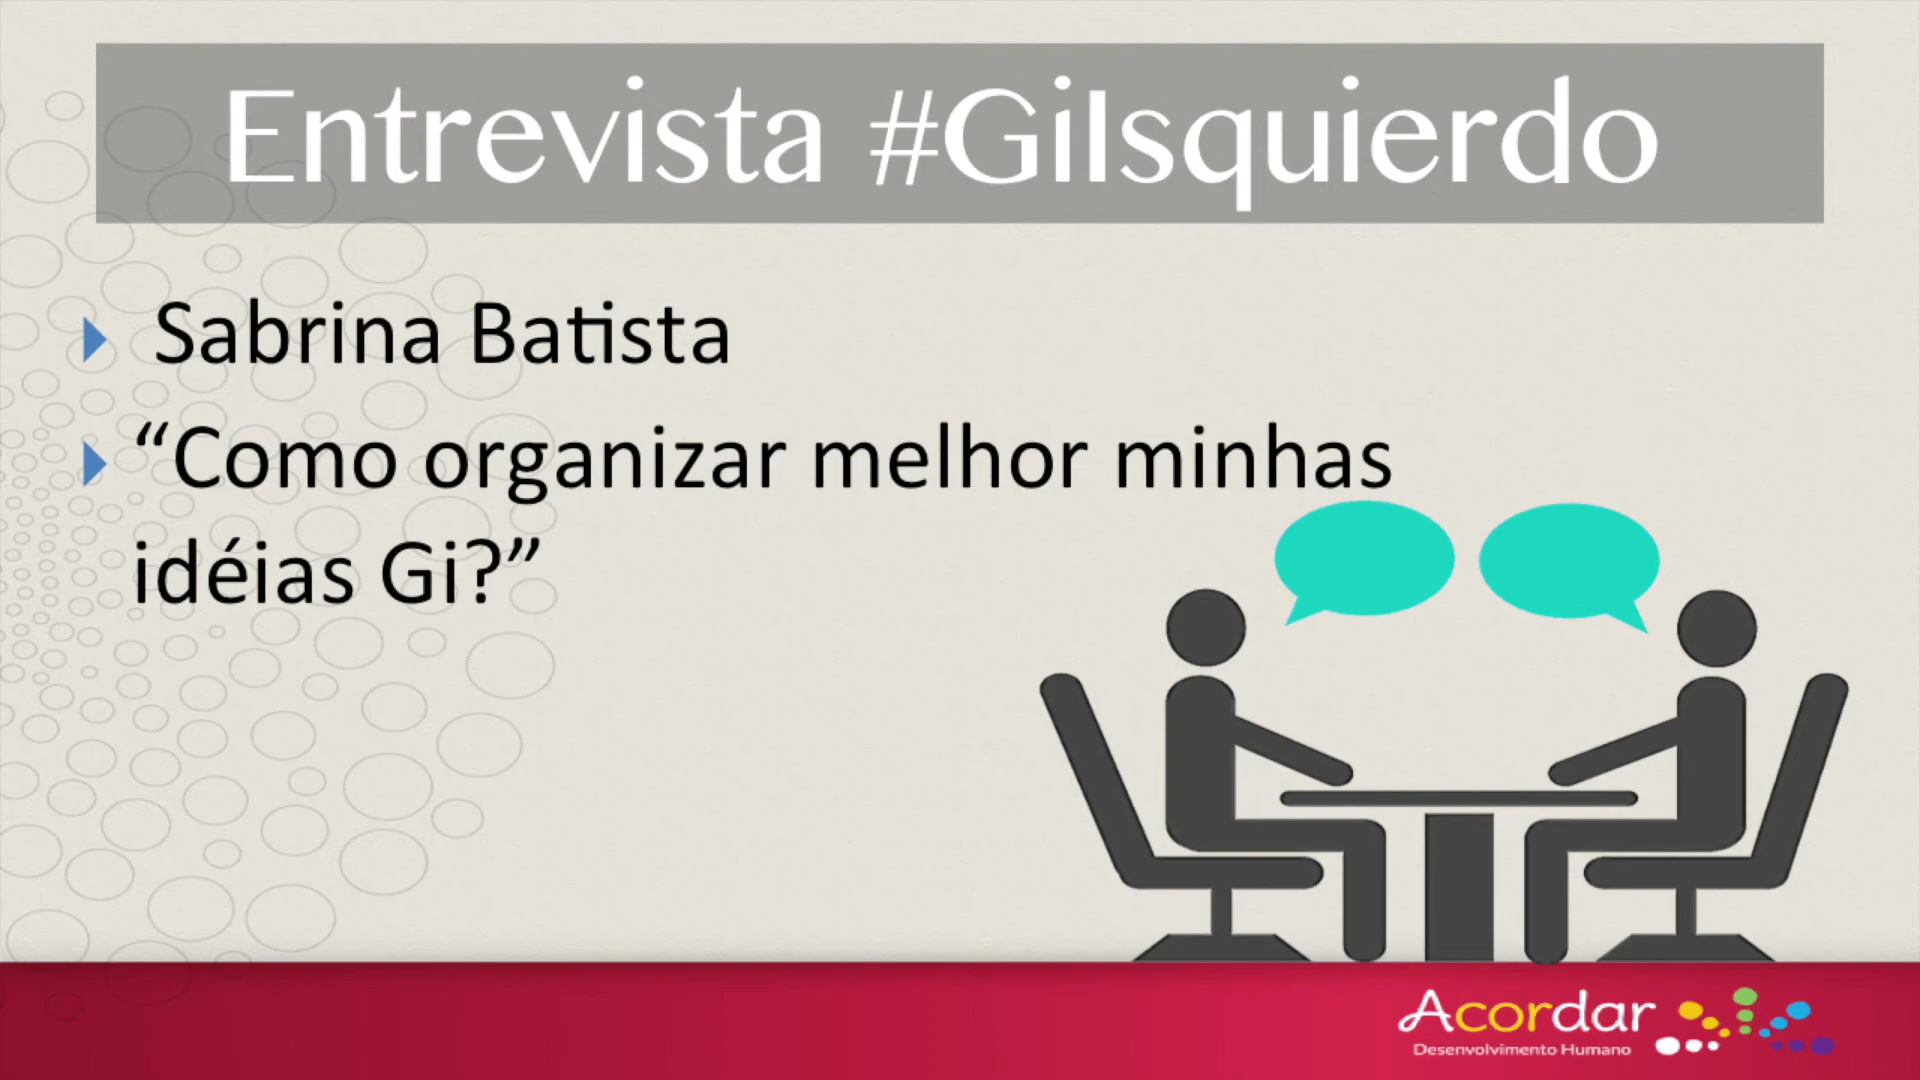 Entrevista #GiIsquierdo
Sabrina Batista
“Como organizar melhor minhas
idéias Gi?”
Acordar
Desenvolvimento Humano